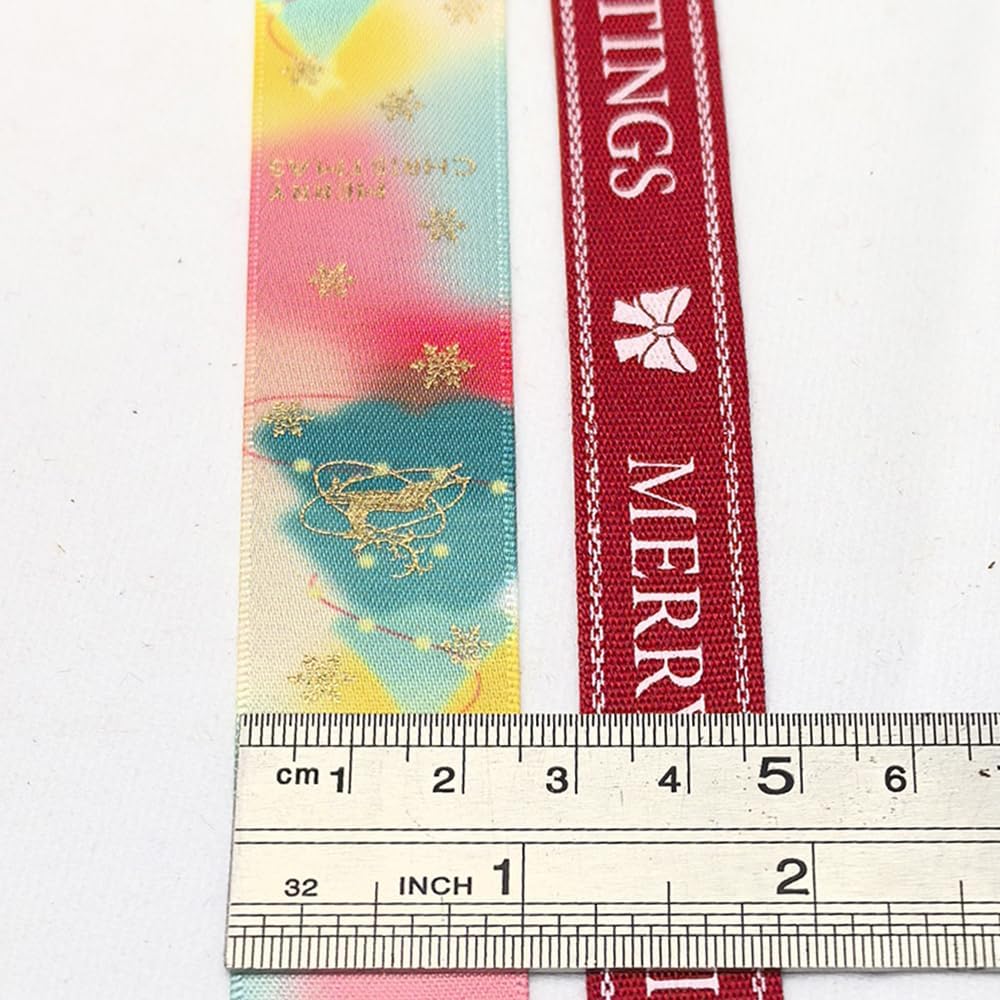 MERRY
CHRISTMAS
TINGS
MERRY
cm 1 2 3 4 5 6
32 INCH 1 2